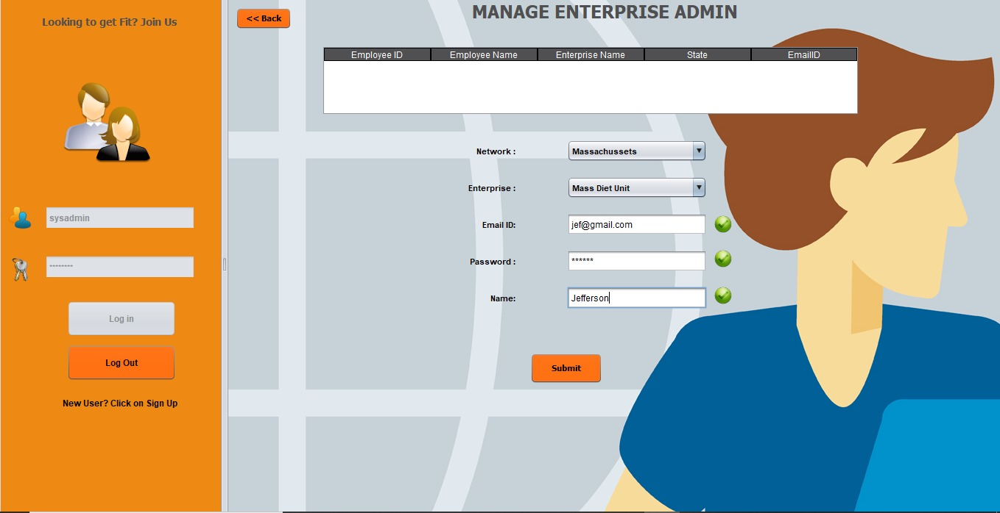 Looking to get Fit? Join Us
sysadmin
--------
Log in
Log Out
New User? Click on Sign Up
<< Back
MANAGE ENTERPRISE ADMIN
Employee ID Employee Name Enterprise Name State EmailID
Network : Massachussets
Enterprise : Mass Diet Unit
Email ID: jef@gmail.com
Password : ******
Name: Jefferson
Submit